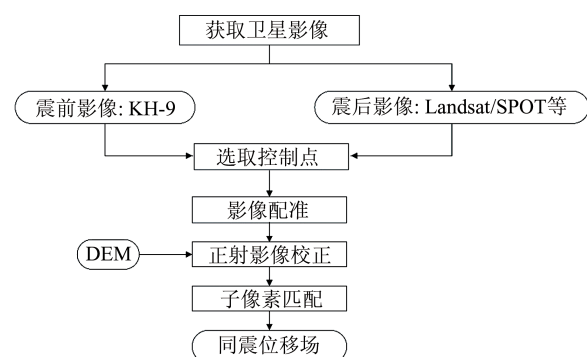 获取卫星影像
震前影像: KH-9
震后影像: Landsat/SPOT等
选取控制点
影像配准
DEM
正射影像校正
子像素匹配
同震位移场